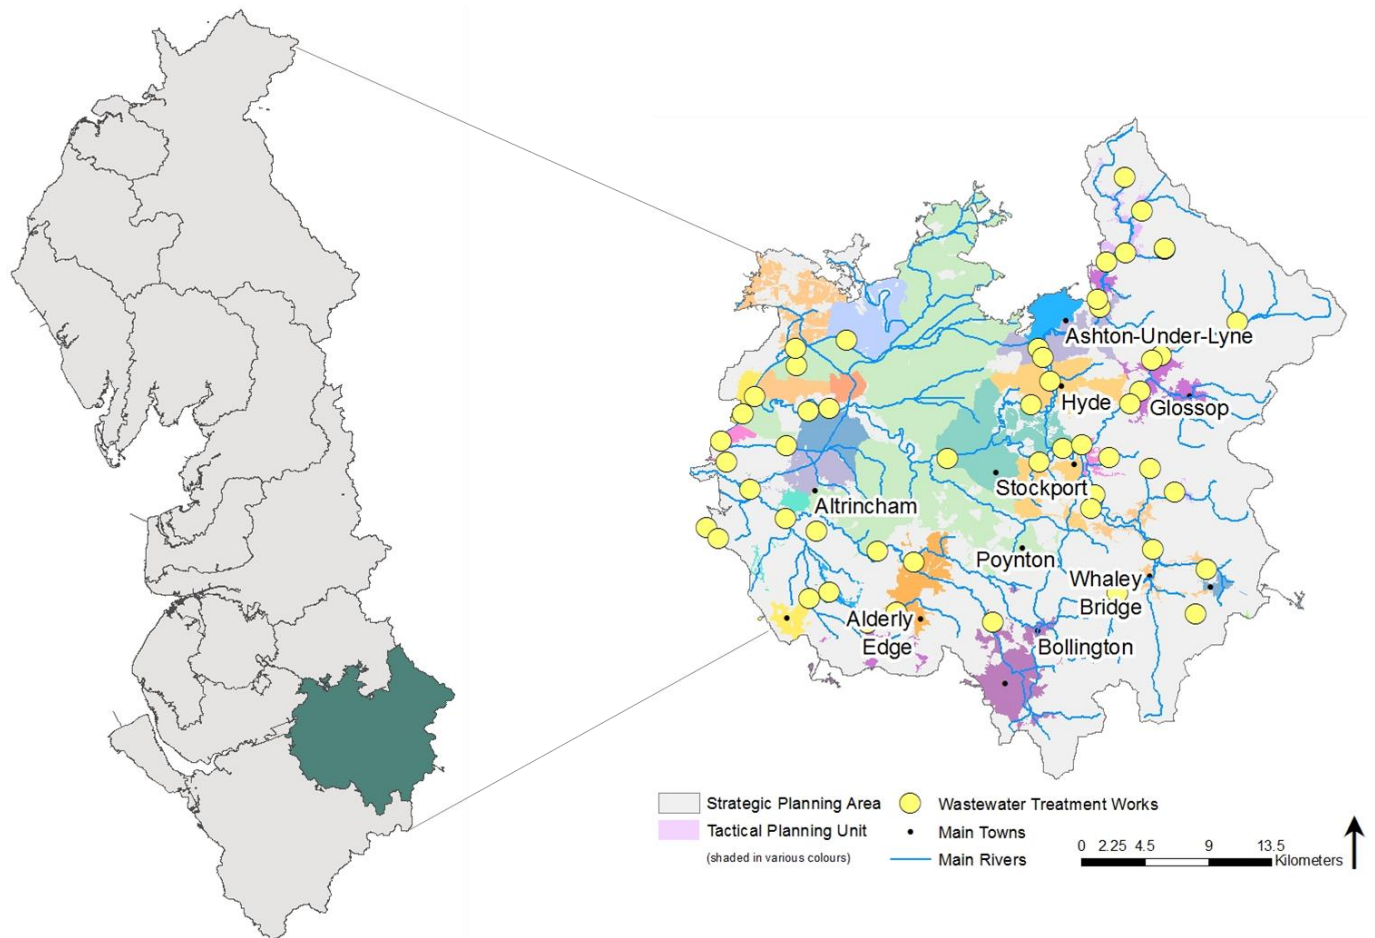 Ashton-Under-Lyne
Hyde
Glossop
Stockport
Altrincham
Poynton
Whaley
Bridge
Alderly
Edge
Bollington
Strategic Planning Area
Wastewater Treatment Works
Tactical Planning Unit
Main Towns
(shaded in various colours)
Main Rivers
0 2.25 4.5 9 13.5
Kilometers